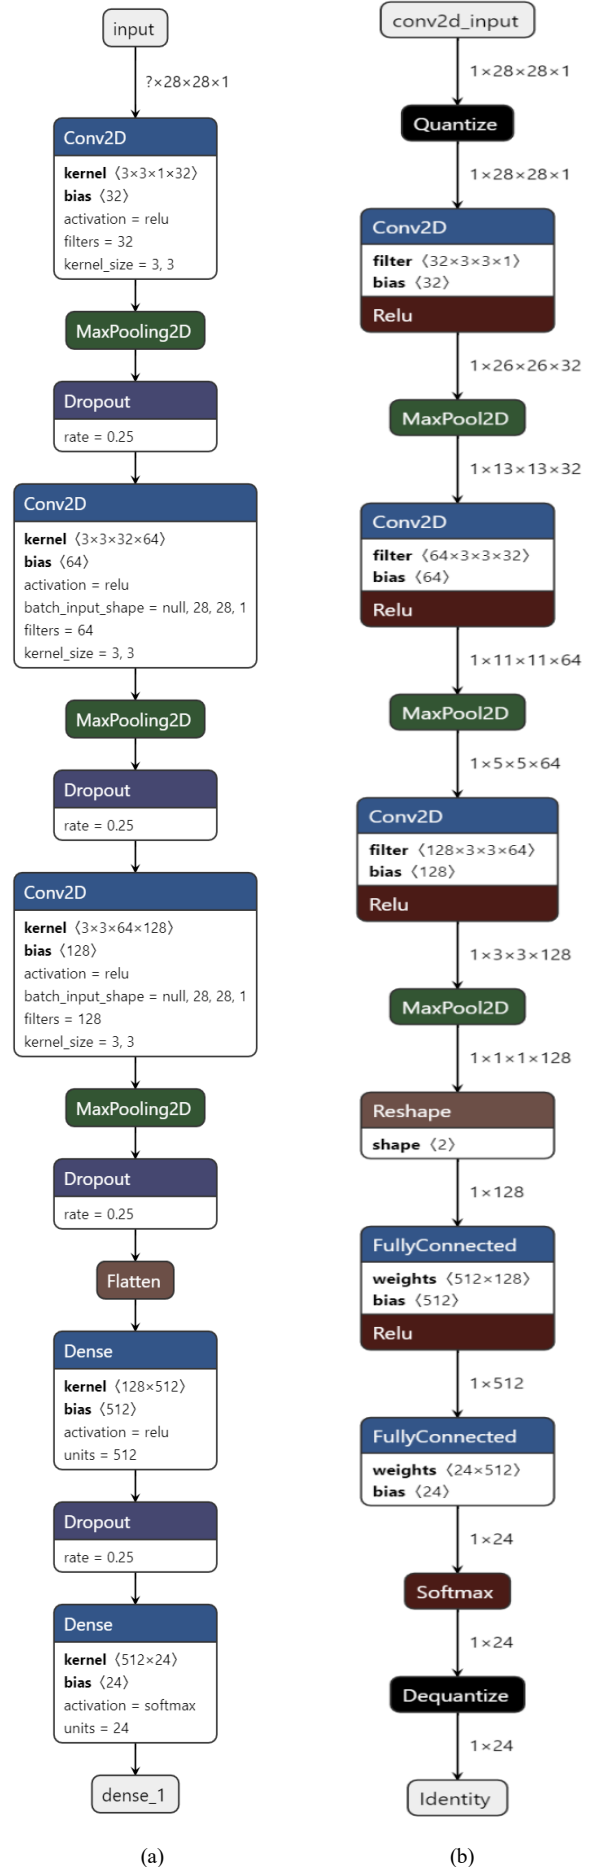 input
?×28×28×1
Conv2D
kernel ⟨3×3×1×32⟩
bias ⟨32⟩
activation = relu
filters = 32
kernel_size = 3, 3
MaxPooling2D
Dropout
rate = 0.25
Conv2D
kernel ⟨3×3×32×64⟩
bias ⟨64⟩
activation = relu
batch_input_shape = null, 28, 28, 1
filters = 64
kernel_size = 3, 3
MaxPooling2D
Dropout
rate = 0.25
Conv2D
kernel ⟨3×3×64×128⟩
bias ⟨128⟩
activation = relu
batch_input_shape = null, 28, 28, 1
filters = 128
kernel_size = 3, 3
MaxPooling2D
Dropout
rate = 0.25
Flatten
Dense
kernel ⟨128×512⟩
bias ⟨512⟩
activation = relu
units = 512
Dropout
rate = 0.25
Dense
kernel ⟨512×24⟩
bias ⟨24⟩
activation = softmax
units = 24
dense_1
(a)
conv2d_input
1×28×28×1
Quantize
1×28×28×1
Conv2D
filter ⟨32×3×3×1⟩
bias ⟨32⟩
Relu
1×26×26×32
MaxPool2D
1×13×13×32
Conv2D
filter ⟨64×3×3×32⟩
bias ⟨64⟩
Relu
1×11×11×64
MaxPool2D
1×5×5×64
Conv2D
filter ⟨128×3×3×64⟩
bias ⟨128⟩
Relu
1×3×3×128
MaxPool2D
1×1×1×128
Reshape
shape ⟨2⟩
1×128
FullyConnected
weights ⟨512×128⟩
bias ⟨512⟩
Relu
1×512
FullyConnected
weights ⟨24×512⟩
bias ⟨24⟩
1×24
Softmax
1×24
Dequantize
1×24
Identity
(b)